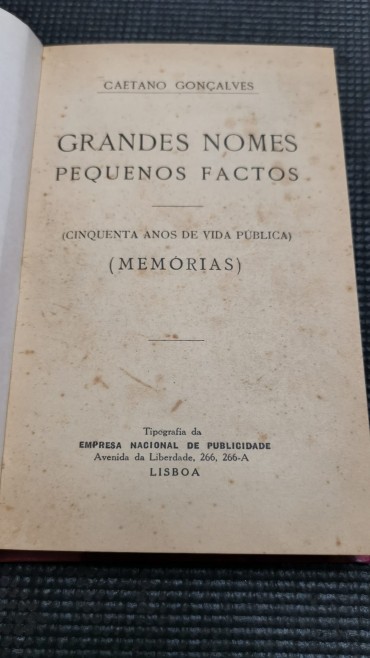 CAETANO GONÇALVES
GRANDES NOMES
PEQUENOS FACTOS
(CINQUENTA ANOS DE VIDA PÚBLICA)
(MEMÓRIAS)
Tipografia da
EMPRESA NACIONAL DE PUBLICIDADE
Avenida da Liberdade, 266, 266-A
LISBOA